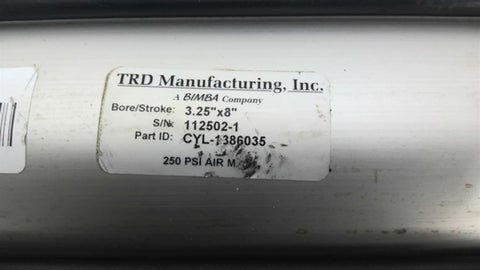 TRD Manufacturing, Inc.
A BIMBA Company
Bore/Stroke: 3.25"x8"
S/N: 112502-1
Part ID: CYL-1386035
250 PSI AIR